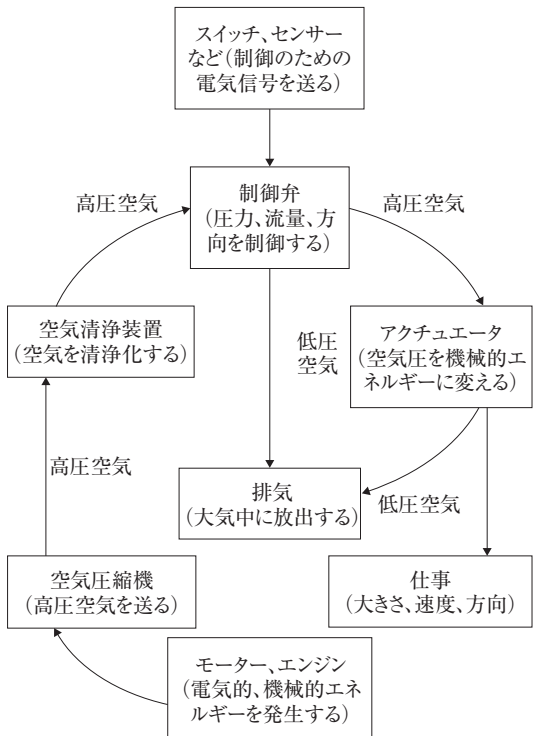 スイッチ、センサー
など（制御のための
電気信号を送る）
高圧空気
制御弁
（圧力、流量、方
向を制御する）
高圧空気
空気清浄装置
（空気を清浄化する）
低圧
空気
アクチュエータ
（空気圧を機械的エ
ネルギーに変える）
高圧空気
排気
（大気中に放出する）
低圧空気
空気圧縮機
（高圧空気を送る）
仕事
（大きさ、速度、方向）
モーター、エンジン
（電気的、機械的エネ
ルギーを発生する）